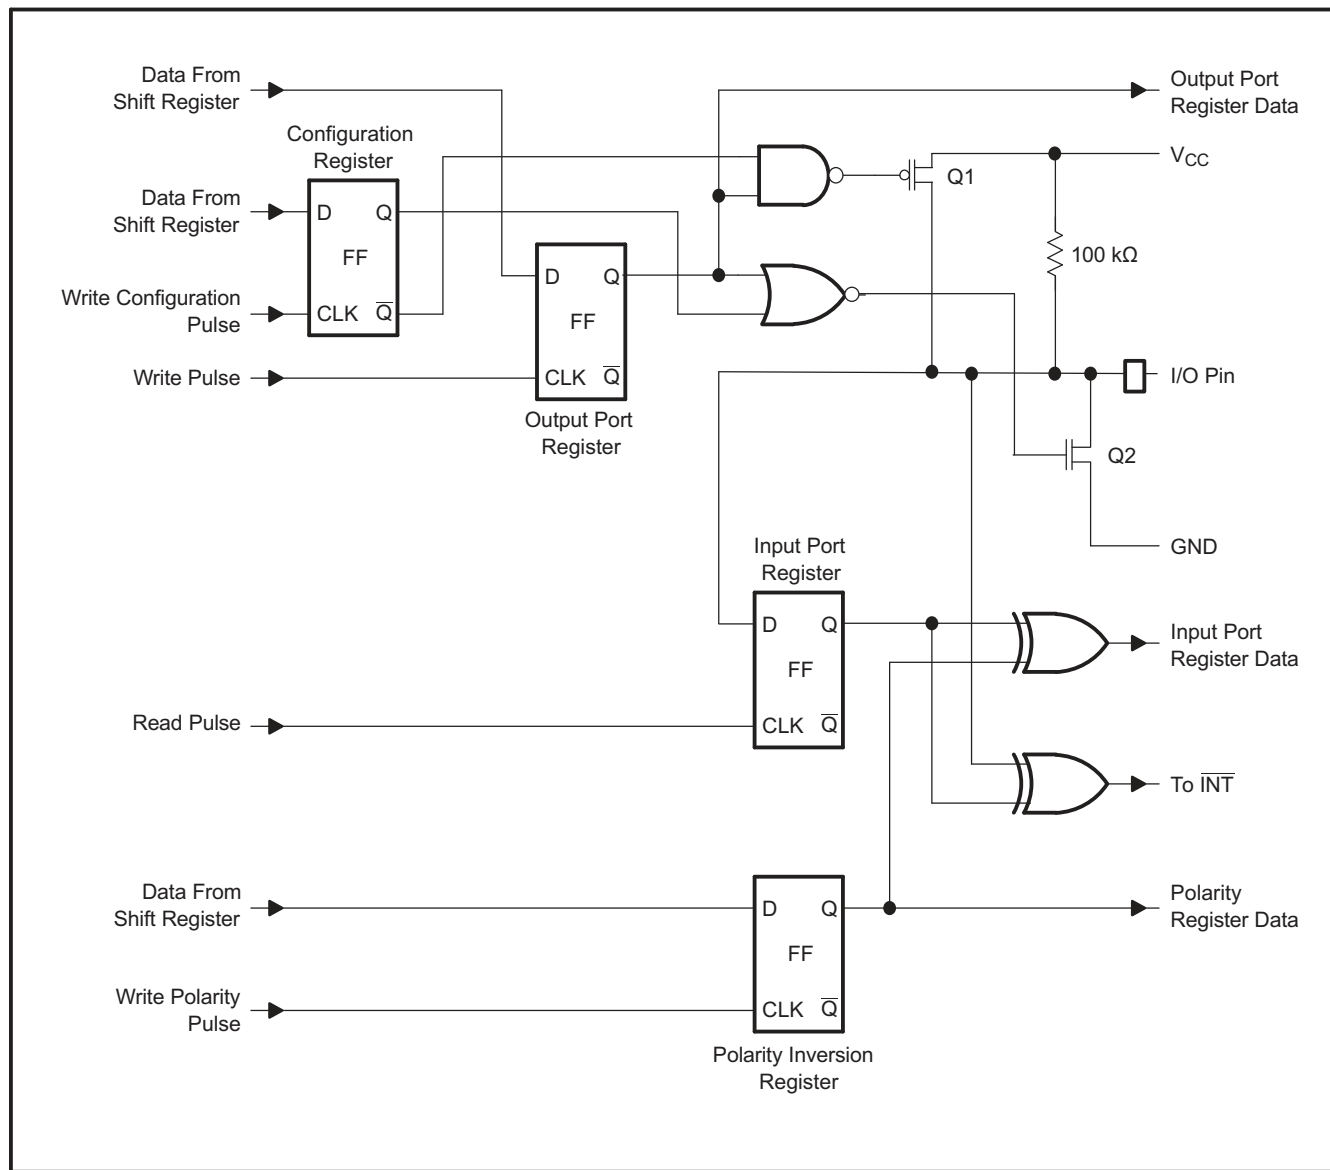 Data From
Shift Register
Output Port
Register Data
Configuration
Register
VCC
Q1
Data From
Shift Register
D
Q
FF
100 kΩ
D
Q
Write Configuration
Pulse
CLK
Q̅
FF
Write Pulse
CLK
Q̅
I/O Pin
Output Port
Register
Q2
Input Port
Register
GND
D
Q
Input Port
Register Data
FF
Read Pulse
CLK
Q̅
To I̅N̅T̅
Data From
Shift Register
D
Q
Polarity
Register Data
FF
Write Polarity
Pulse
CLK
Q̅
Polarity Inversion
Register